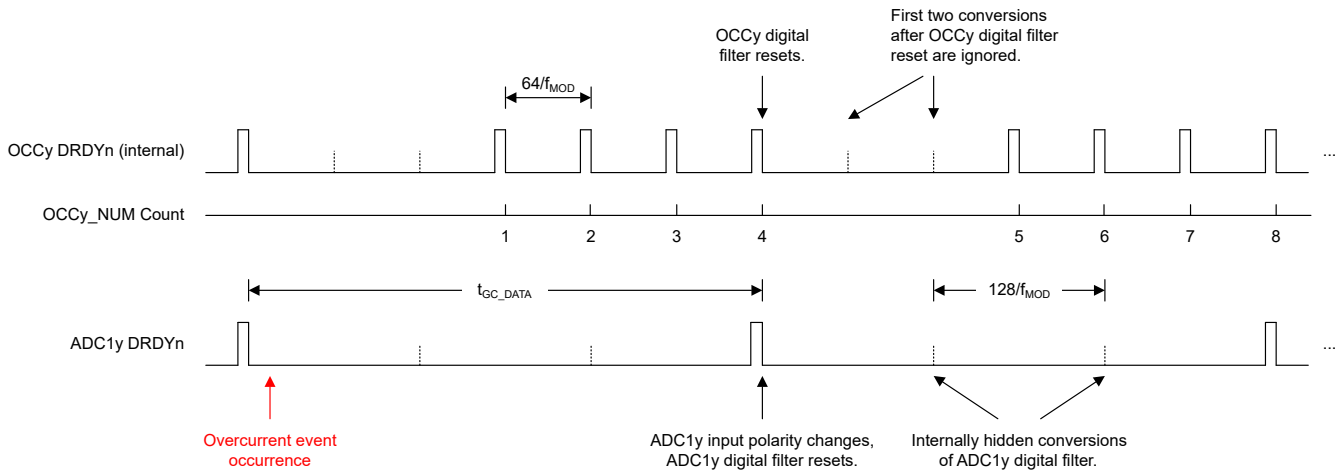 OCCy digital
filter resets.
First two conversions
after OCCy digital filter
reset are ignored.
64/fMOD
OCCy DRDYn (internal)
...
OCCy_NUM Count
1 2 3 4 5 6 7 8
tGC_DATA
128/fMOD
ADC1y DRDYn
...
Overcurrent event
occurrence
ADC1y input polarity changes,
ADC1y digital filter resets.
Internally hidden conversions
of ADC1y digital filter.